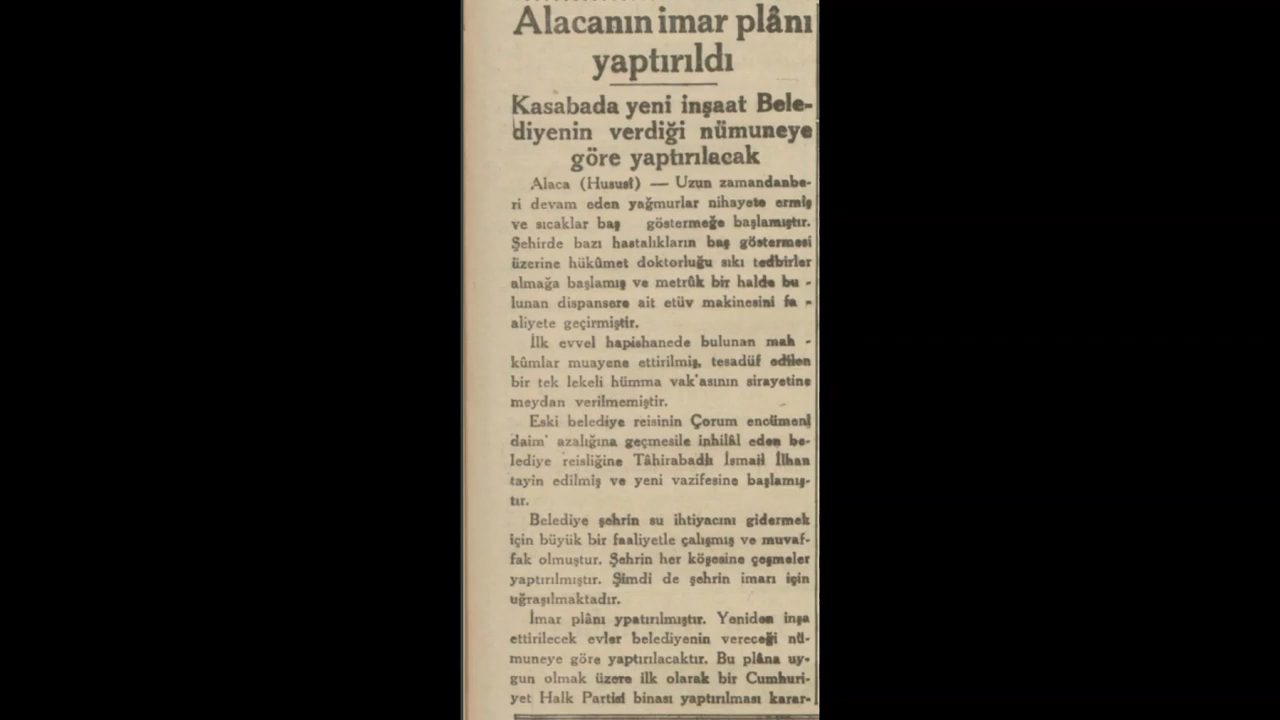 Alacanın imar plânı
yaptırıldı
Kasabada yeni inşaat Bele-
diyenin verdiği nümuneye
göre yaptırılacak
Alaca (Hususî) — Uzun zamandanbe-
ri devam eden yağmurlar nihayete ermiş
ve sıcaklar baş göstermeğe başlamıştır.
Şehirde bazı hastalıkların baş göstermesi
üzerine hükûmet doktorluğu sıkı tedbirler
almağa başlamış ve metrûk bir halde bu -
lunan dispansere ait etüv makinesini fa -
aliyete geçirmiştir.
İlk evvel hapishanede bulunan mah -
kûmlar muayene ettirilmiş, tesadüf edilen
bir tek lekeli hümma vak'asının sirayetine
meydan verilmemiştir.
Eski belediye reisinin Çorum encümeni
daim' azalığına geçmesile inhilâl eden be-
lediye reisliğine Tâhirabadlı İsmail İlhan
tayin edilmiş ve yeni vazifesine başlamış-
tır.
Belediye şehrin su ihtiyacını gidermek
için büyük bir faaliyetle çalışmış ve muvaf-
fak olmuştur. Şehrin her köşesine çeşmeler
yaptırılmıştır. Şimdi de şehrin imarı için
uğraşılmaktadır.
İmar plânı ypatırılmıştır. Yeniden inşa
ettirilecek evler belediyenin vereceği nü-
muneye göre yaptırılacaktır. Bu plâna uy-
gun olmak üzere ilk olarak bir Cumhuri-
yet Halk Partisi binası yaptırılması karar-